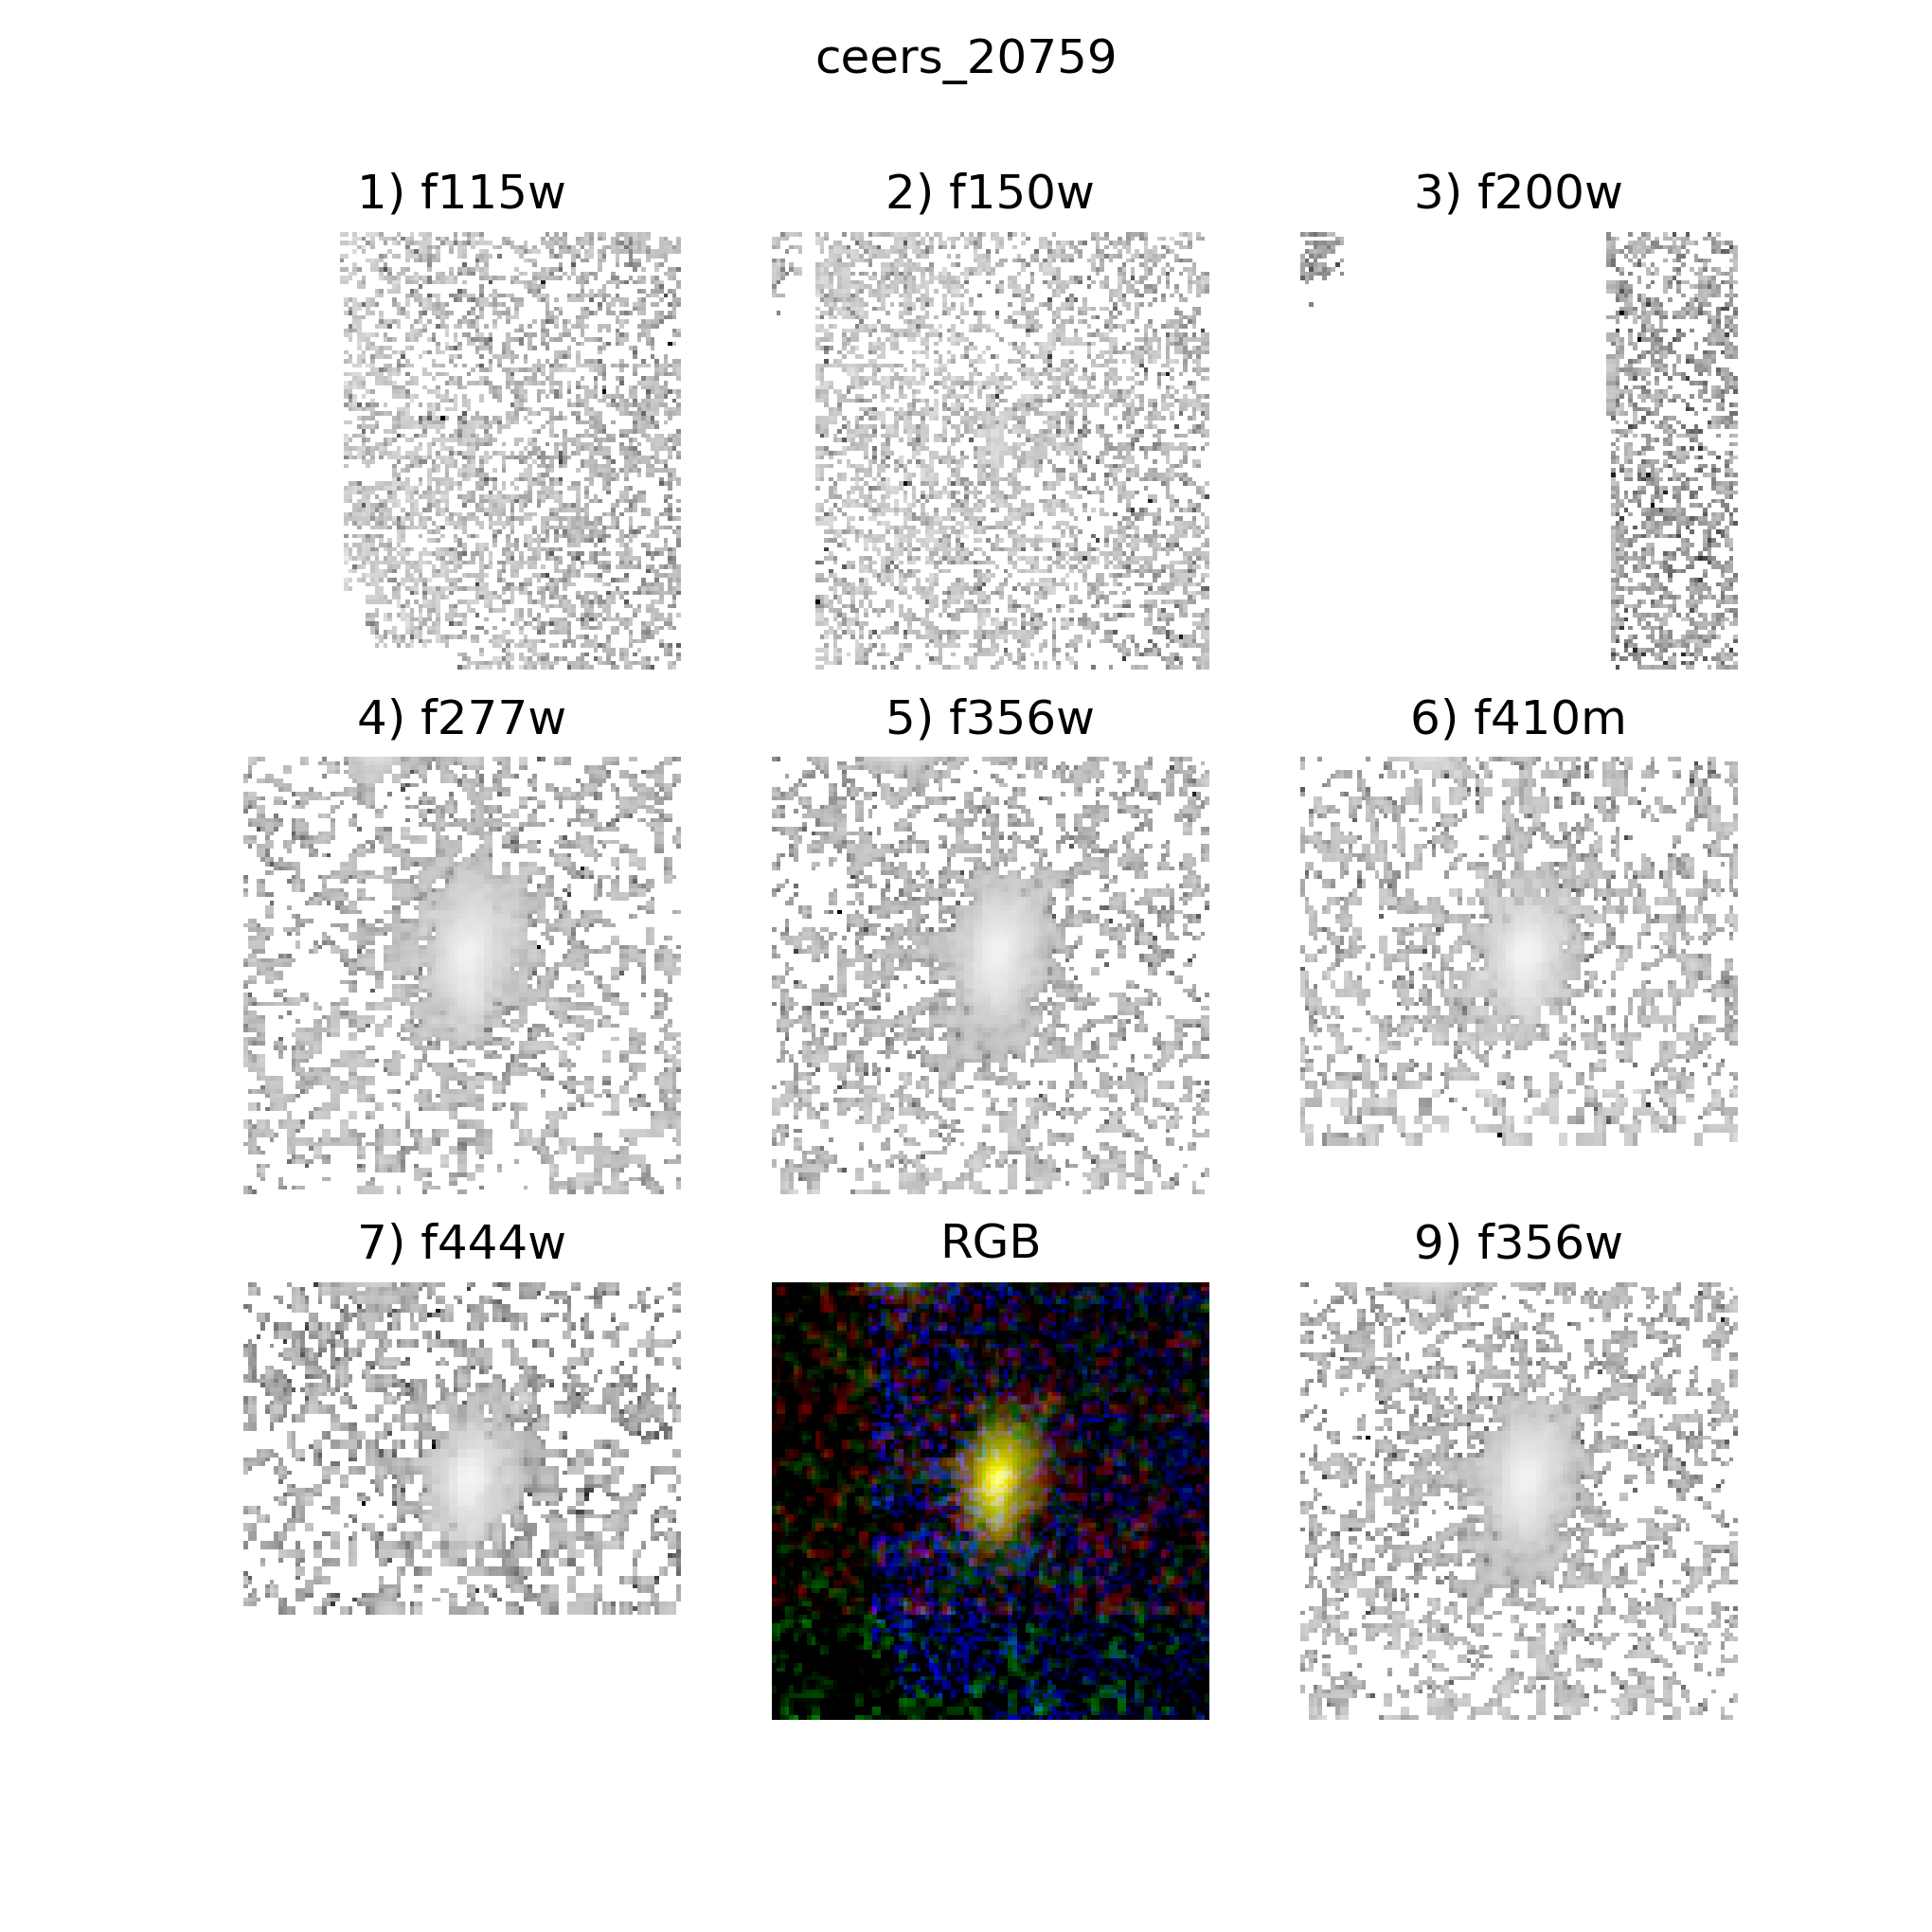 ceers_20759
1) f115w
2) f150w
3) f200w
4) f277w
5) f356w
6) f410m
7) f444w
RGB
9) f356w